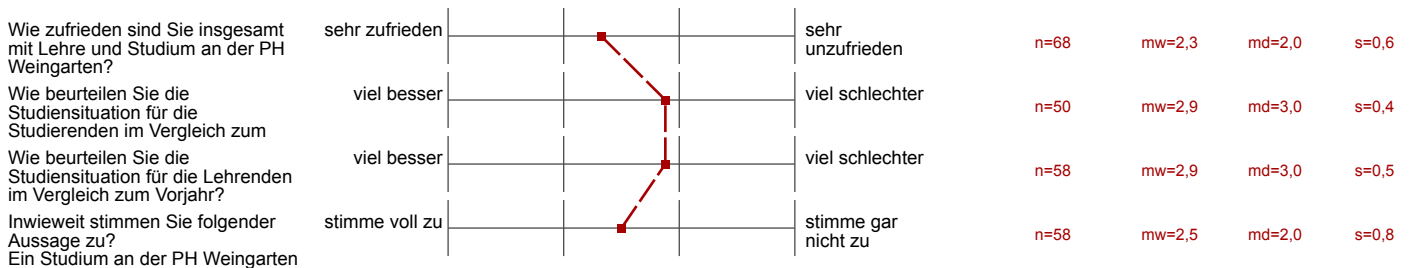 Wie zufrieden sind Sie insgesamt
mit Lehre und Studium an der PH
Weingarten?
sehr zufrieden
sehr
unzufrieden
n=68 mw=2,3 md=2,0 s=0,6
Wie beurteilen Sie die
Studiensituation für die
Studierenden im Vergleich zum
viel besser
viel schlechter
n=50 mw=2,9 md=3,0 s=0,4
Wie beurteilen Sie die
Studiensituation für die Lehrenden
im Vergleich zum Vorjahr?
viel besser
viel schlechter
n=58 mw=2,9 md=3,0 s=0,5
Inwieweit stimmen Sie folgender
Aussage zu?
Ein Studium an der PH Weingarten
stimme voll zu
stimme gar
nicht zu
n=58 mw=2,5 md=2,0 s=0,8